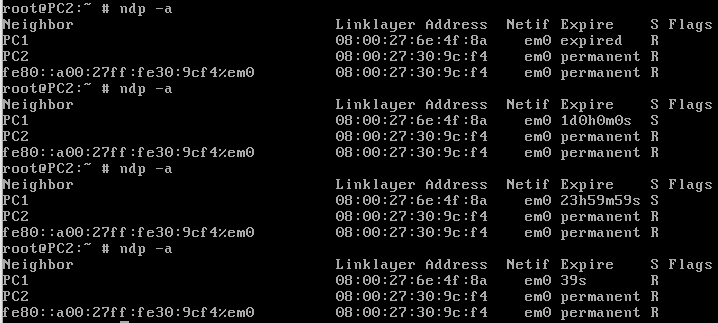 root@PC2:~ # ndp -a
Neighbor Linklayer Address Netif Expire S Flags
PC1 08:00:27:6e:4f:8a em0 expired R
PC2 08:00:27:30:9c:f4 em0 permanent R
fe80::a00:27ff:fe30:9cf4%em0 08:00:27:30:9c:f4 em0 permanent R
root@PC2:~ # ndp -a
Neighbor Linklayer Address Netif Expire S Flags
PC1 08:00:27:6e:4f:8a em0 1d0h0m0s S
PC2 08:00:27:30:9c:f4 em0 permanent R
fe80::a00:27ff:fe30:9cf4%em0 08:00:27:30:9c:f4 em0 permanent R
root@PC2:~ # ndp -a
Neighbor Linklayer Address Netif Expire S Flags
PC1 08:00:27:6e:4f:8a em0 23h59m59s S
PC2 08:00:27:30:9c:f4 em0 permanent R
fe80::a00:27ff:fe30:9cf4%em0 08:00:27:30:9c:f4 em0 permanent R
root@PC2:~ # ndp -a
Neighbor Linklayer Address Netif Expire S Flags
PC1 08:00:27:6e:4f:8a em0 39s R
PC2 08:00:27:30:9c:f4 em0 permanent R
fe80::a00:27ff:fe30:9cf4%em0 08:00:27:30:9c:f4 em0 permanent R